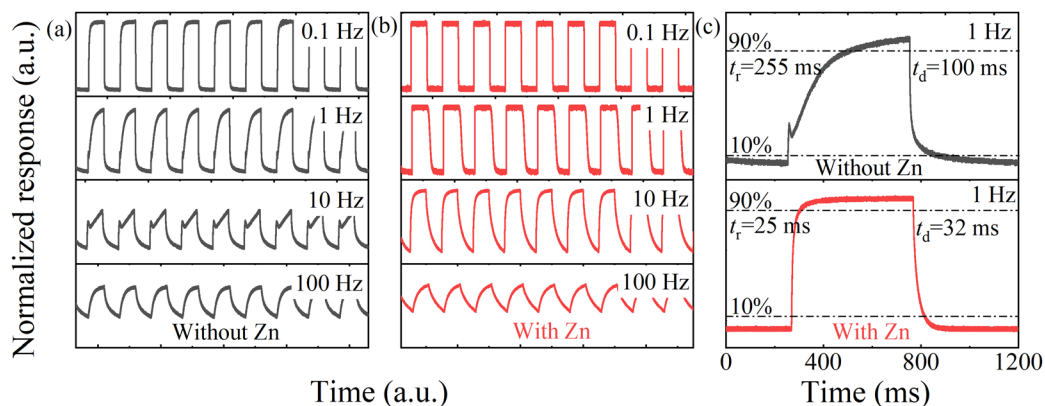 Normalized response (a.u.)
(a)
0.1 Hz
1 Hz
10 Hz
100 Hz
Without Zn
(b)
0.1 Hz
1 Hz
10 Hz
100 Hz
With Zn
Time (a.u.)
(c)
1 Hz
90%
tr=255 ms
td=100 ms
10%
Without Zn
1 Hz
90%
tr=25 ms
td=32 ms
10%
With Zn
0 400 800 1200
Time (ms)